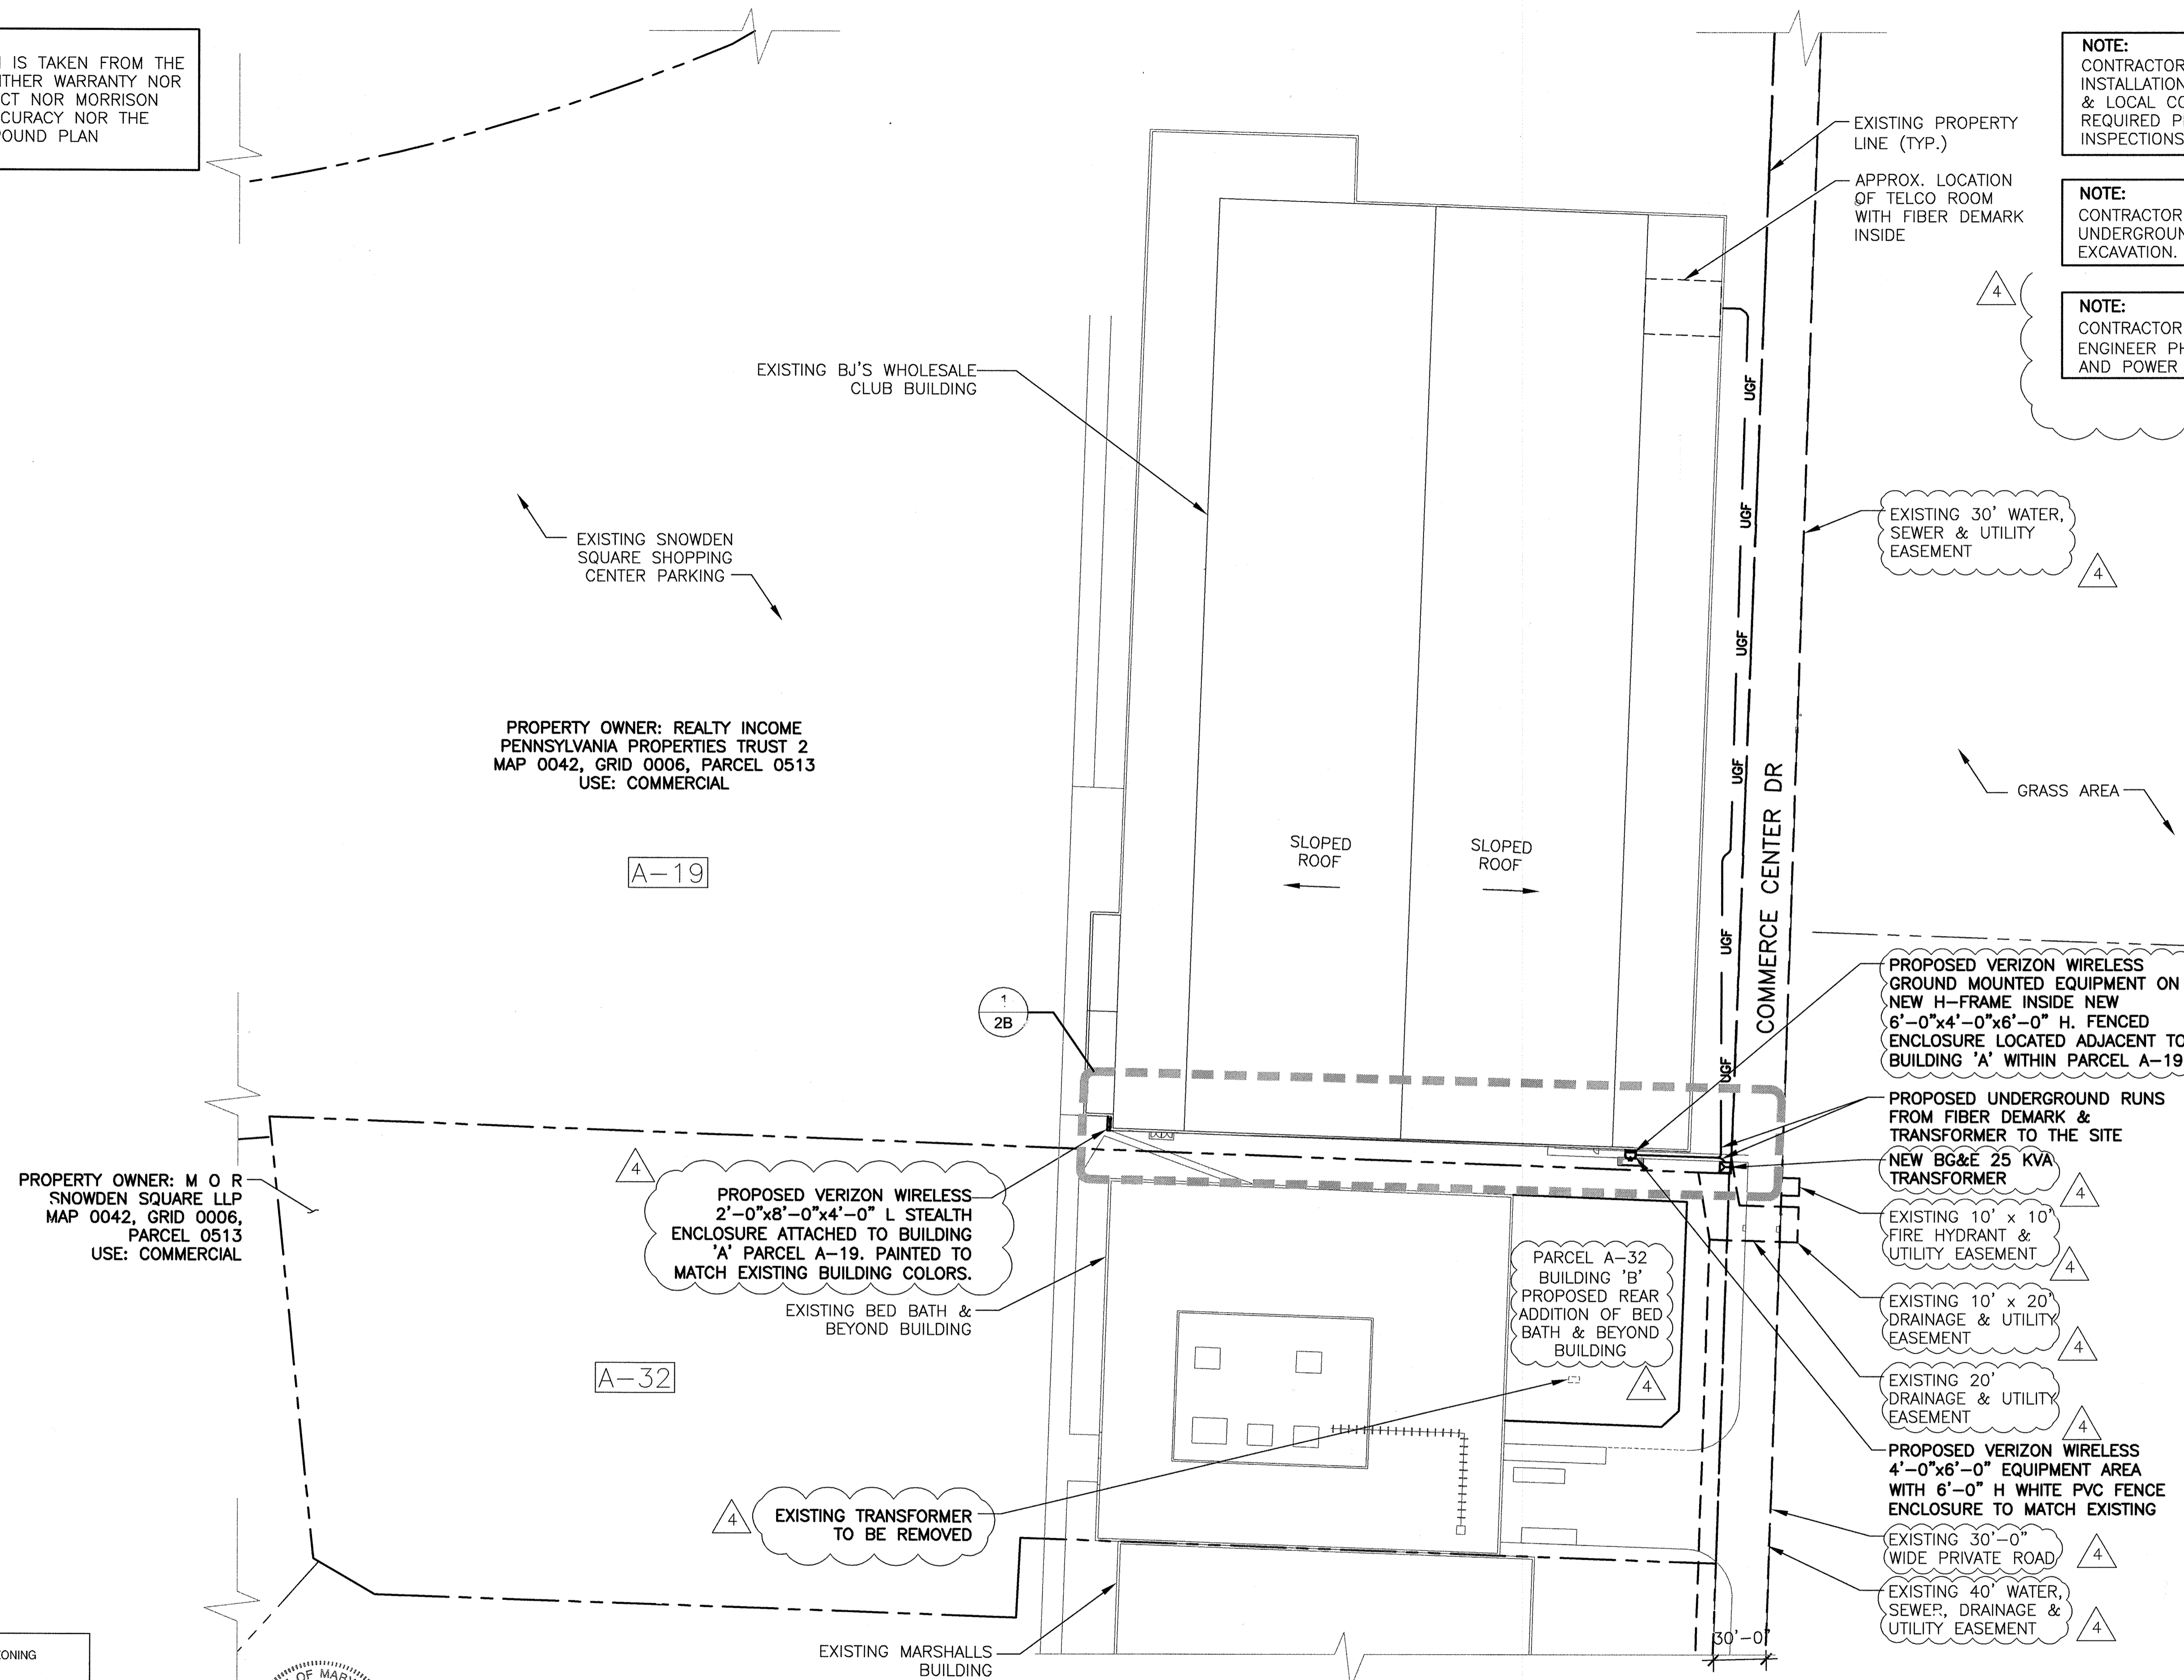 IS TAKEN FROM THE
ITHER WARRANTY NOR
CT NOR MORRISON
CURACY NOR THE
OUND PLAN
NOTE:
CONTRACTOR
INSTALLATION
& LOCAL CO
REQUIRED P
INSPECTIONS
NOTE:
CONTRACTOR
UNDERGROUN
EXCAVATION.
4
NOTE:
CONTRACTOR
ENGINEER PH
AND POWER
EXISTING PROPERTY
LINE (TYP.)
APPROX. LOCATION
OF TELCO ROOM
WITH FIBER DEMARK
INSIDE
EXISTING BJ'S WHOLESALE
CLUB BUILDING
UGF
UGF
UGF
UGF
UGF
UGF
EXISTING 30' WATER,
SEWER & UTILITY
EASEMENT
4
EXISTING SNOWDEN
SQUARE SHOPPING
CENTER PARKING
PROPERTY OWNER: REALTY INCOME
PENNSYLVANIA PROPERTIES TRUST 2
MAP 0042, GRID 0006, PARCEL 0513
USE: COMMERCIAL
A-19
SLOPED
ROOF
SLOPED
ROOF
COMMERCE CENTER DR
GRASS AREA
1
2B
PROPOSED VERIZON WIRELESS
GROUND MOUNTED EQUIPMENT ON
NEW H-FRAME INSIDE NEW
6'-0"x4'-0"x6'-0" H. FENCED
ENCLOSURE LOCATED ADJACENT TO
BUILDING 'A' WITHIN PARCEL A-19
PROPOSED UNDERGROUND RUNS
FROM FIBER DEMARK &
TRANSFORMER TO THE SITE
NEW BG&E 25 KVA
TRANSFORMER
4
EXISTING 10' x 10'
FIRE HYDRANT &
UTILITY EASEMENT
4
EXISTING 10' x 20'
DRAINAGE & UTILITY
EASEMENT
4
EXISTING 20'
DRAINAGE & UTILITY
EASEMENT
4
PROPOSED VERIZON WIRELESS
4'-0"x6'-0" EQUIPMENT AREA
WITH 6'-0" H WHITE PVC FENCE
ENCLOSURE TO MATCH EXISTING
EXISTING 30'-0"
WIDE PRIVATE ROAD
4
EXISTING 40' WATER,
SEWER, DRAINAGE &
UTILITY EASEMENT
4
30'-0"
PROPERTY OWNER: M O R
SNOWDEN SQUARE LLP
MAP 0042, GRID 0006,
PARCEL 0513
USE: COMMERCIAL
4
PROPOSED VERIZON WIRELESS
2'-0"x8'-0"x4'-0" L STEALTH
ENCLOSURE ATTACHED TO BUILDING
'A' PARCEL A-19. PAINTED TO
MATCH EXISTING BUILDING COLORS.
EXISTING BED BATH &
BEYOND BUILDING
PARCEL A-32
BUILDING 'B'
PROPOSED REAR
ADDITION OF BED
BATH & BEYOND
BUILDING
4
A-32
4
EXISTING TRANSFORMER
TO BE REMOVED
EXISTING MARSHALLS
BUILDING
ONING
OF MARY